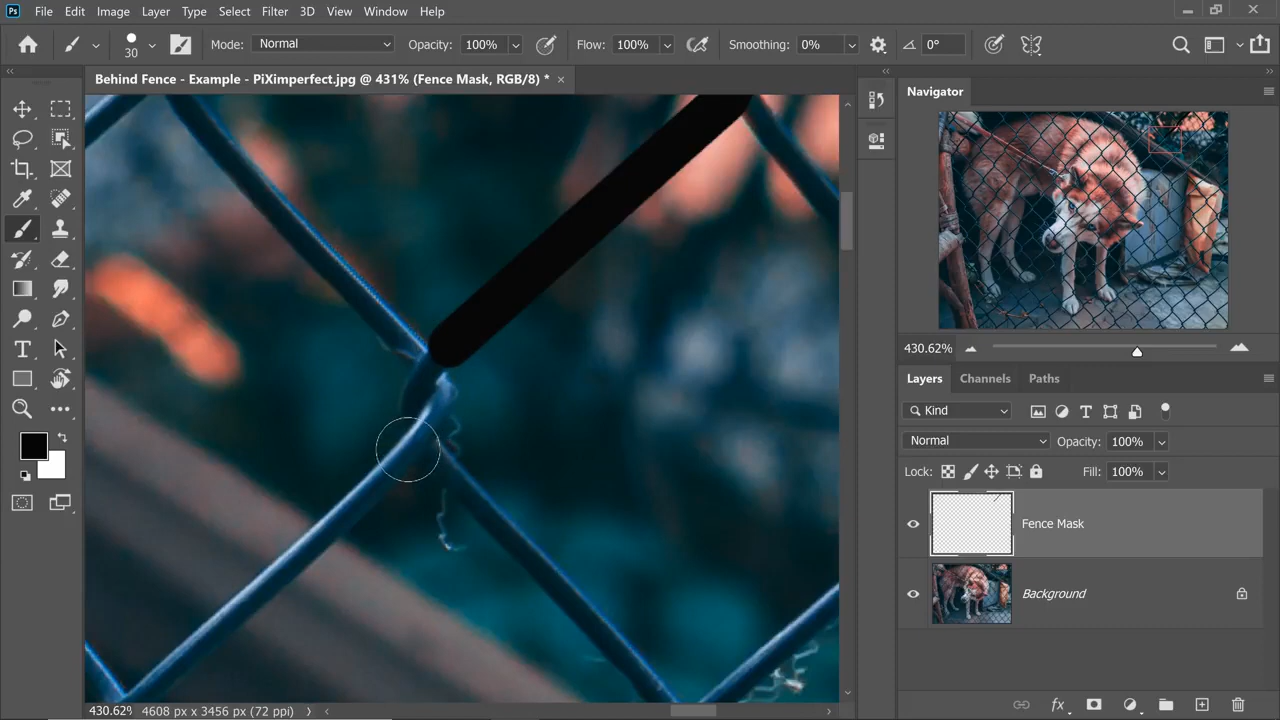 Ps File Edit Image Layer Type Select Filter 3D View Window Help
30 Mode: Normal Opacity: 100% Flow: 100% Smoothing: 0% 0°
Behind Fence - Example - PiXimperfect.jpg @ 431% (Fence Mask, RGB/8) * ×
Navigator
430.62%
Layers Channels Paths
Kind
Normal Opacity: 100%
Lock: Fill: 100%
Fence Mask
Background
430.62% 4608 px x 3456 px (72 ppi)
fx